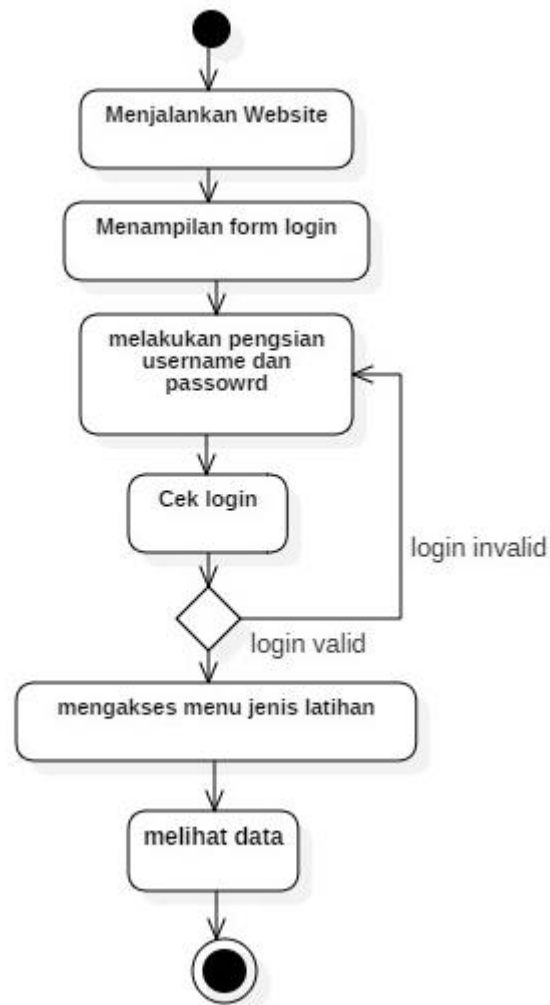 Menjalankan Website
Menampilan form login
melakukan pengsian
username dan
passowrd
Cek login
login invalid
login valid
mengakses menu jenis latihan
melihat data